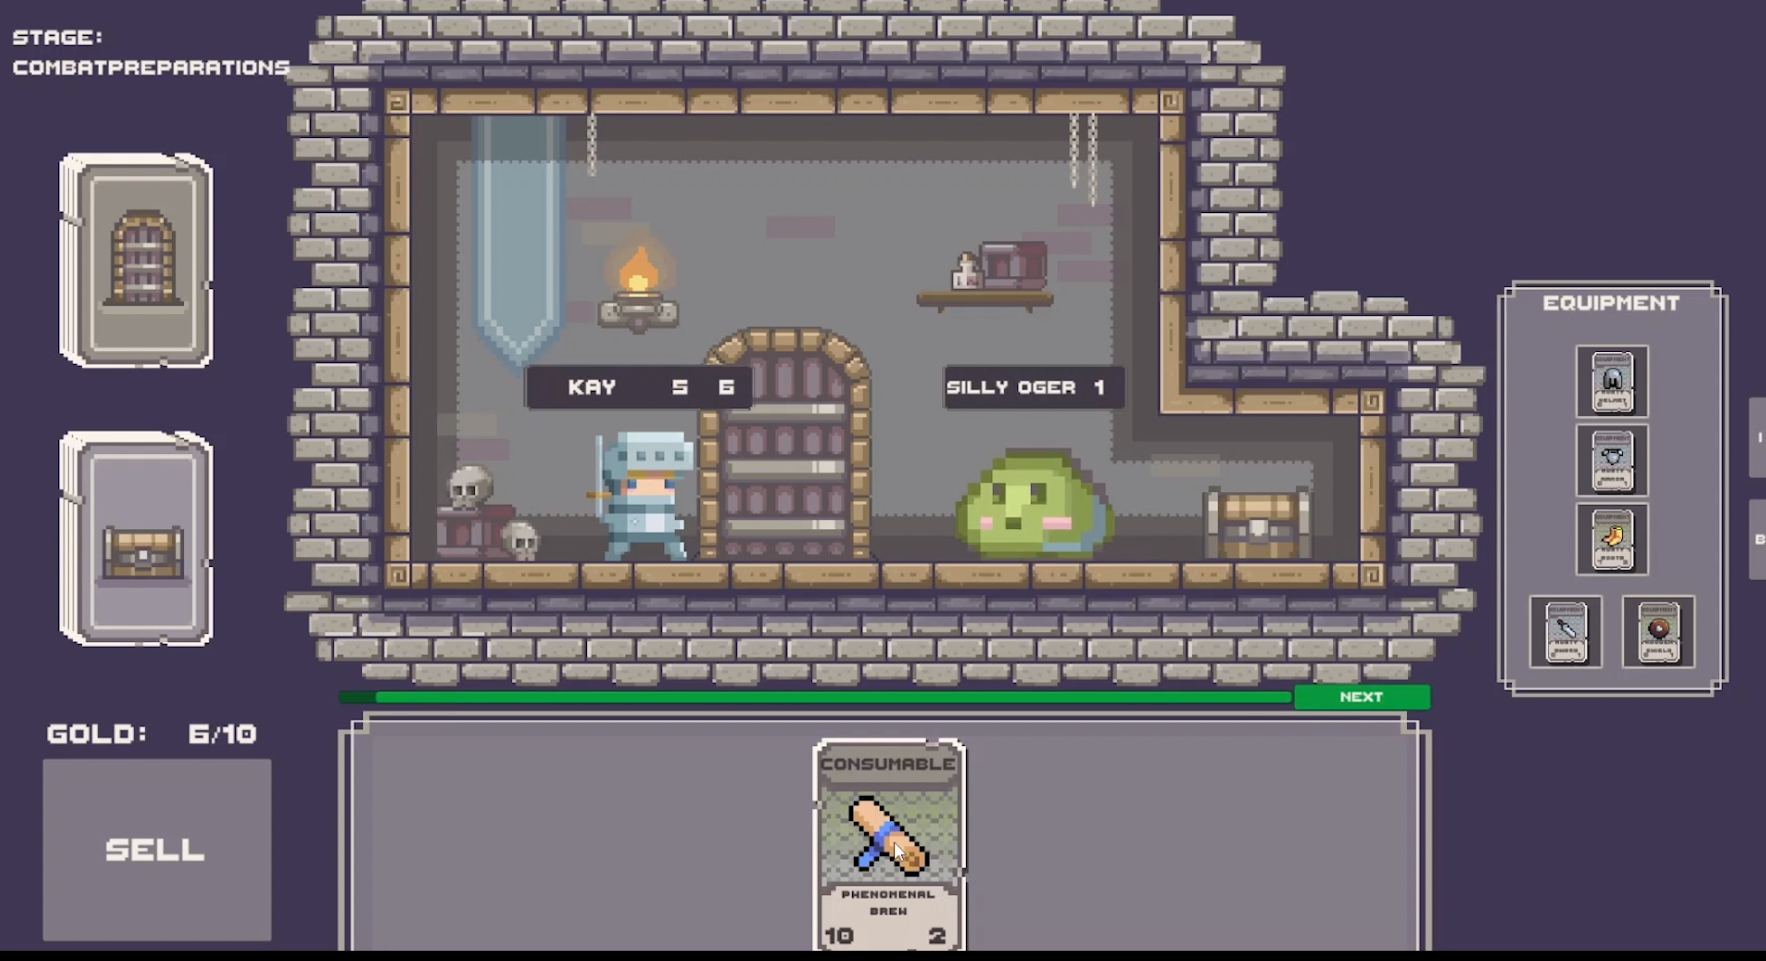 STAGE:
COMBATPREPARATIONS
KAY 5 6
SILLY OGER 1
EQUIPMENT
NEXT
GOLD: 6/10
SELL
CONSUMABLE
PHENOMENAL
BREW
10 2